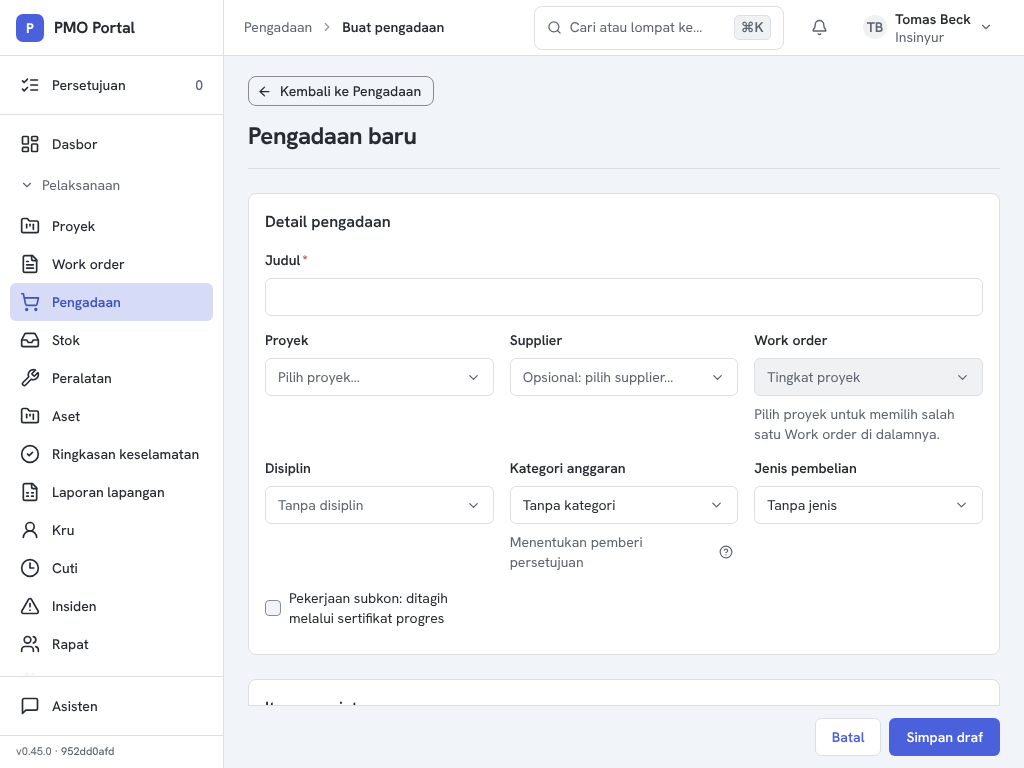 P PMO Portal
Pengadaan > Buat pengadaan
Cari atau lompat ke... ⌘K
TB Tomas Beck
Insinyur
Persetujuan 0
Dasbor
Pelaksanaan
Proyek
Work order
Pengadaan
Stok
Peralatan
Aset
Ringkasan keselamatan
Laporan lapangan
Kru
Cuti
Insiden
Rapat
Asisten
v0.45.0 · 952dd0afd
Kembali ke Pengadaan
Pengadaan baru
Detail pengadaan
Judul*
Proyek Supplier Work order
Pilih proyek... Opsional: pilih supplier... Tingkat proyek
Pilih proyek untuk memilih salah
satu Work order di dalamnya.
Disiplin Kategori anggaran Jenis pembelian
Tanpa disiplin Tanpa kategori Tanpa jenis
Menentukan pemberi
persetujuan
Pekerjaan subkon: ditagih
melalui sertifikat progres
Batal Simpan draf